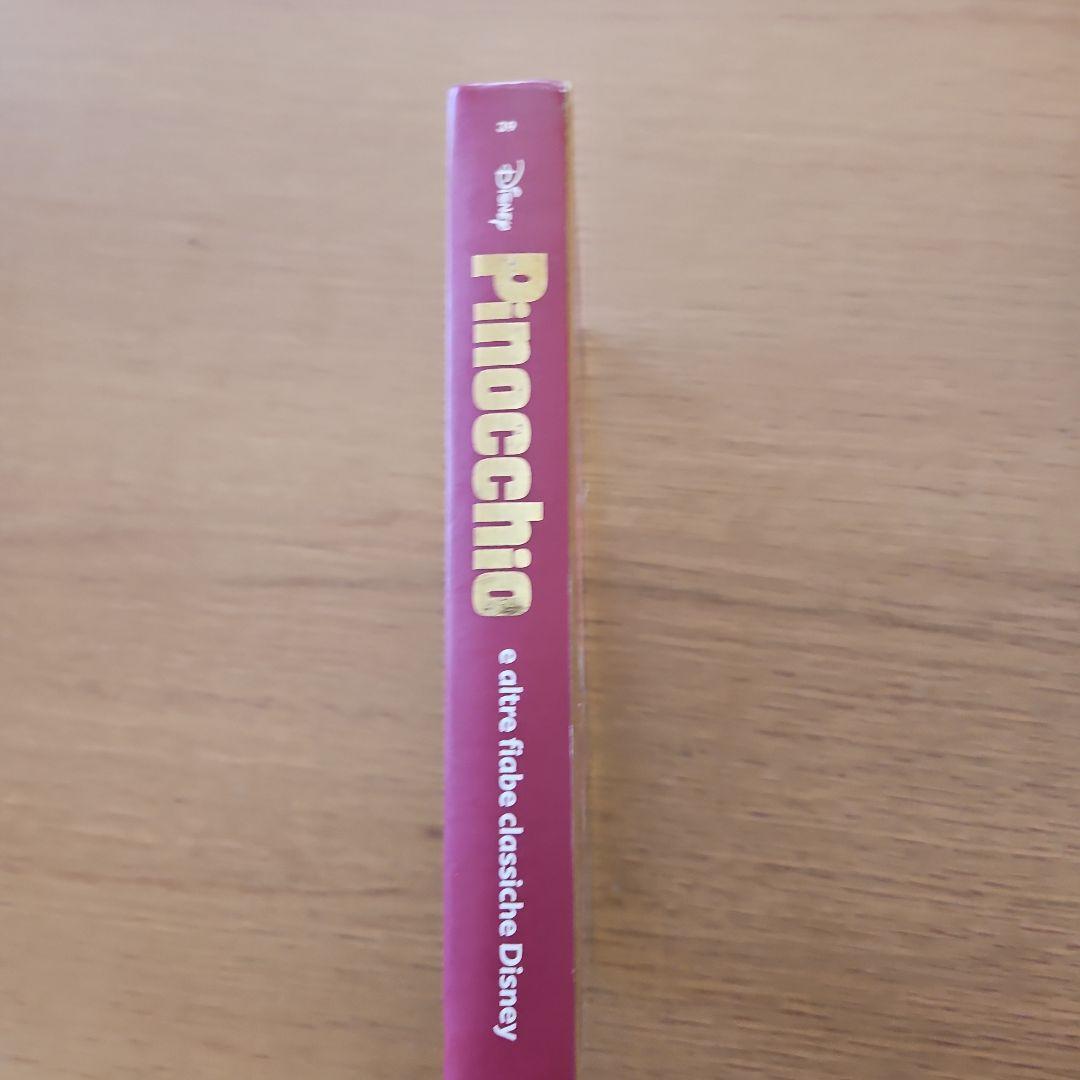 39
Disney
Pinocchio
e altre fiabe classiche Disney